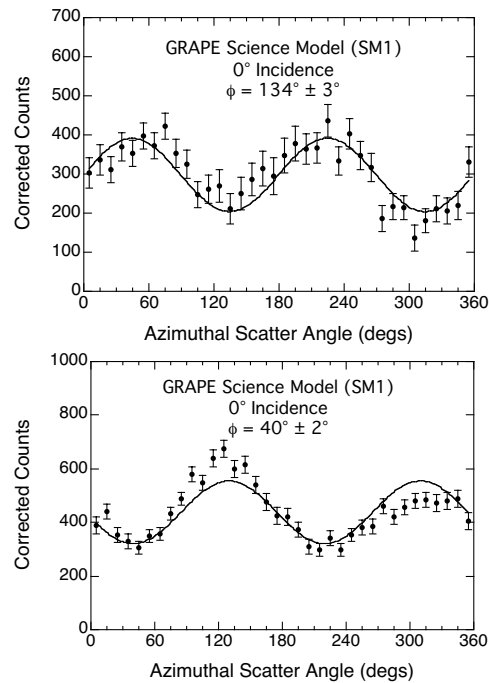 700
600
500
400
300
200
100
0
Corrected Counts
GRAPE Science Model (SM1)
0° Incidence
ϕ = 134° ± 3°
0 60 120 180 240 300 360
Azimuthal Scatter Angle (degs)
1000
800
600
400
200
0
Corrected Counts
GRAPE Science Model (SM1)
0° Incidence
ϕ = 40° ± 2°
0 60 120 180 240 300 360
Azimuthal Scatter Angle (degs)